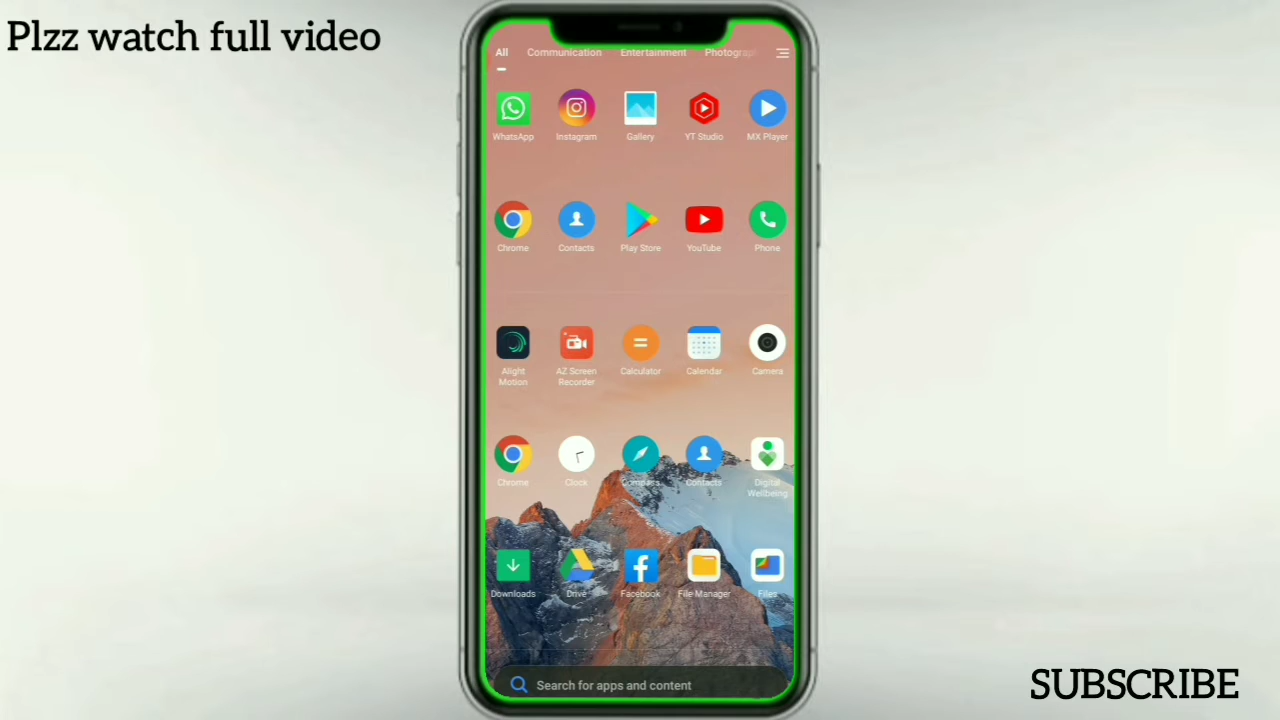 Plzz watch full video
All Communication Entertainment Photograp
WhatsApp Instagram Gallery YT Studio MX Player
Chrome Contacts Play Store YouTube Phone
Alight Motion AZ Screen Recorder Calculator Calendar Camera
Chrome Clock Compass Contacts Digital Wellbeing
Downloads Drive Facebook File Manager Files
Search for apps and content
SUBSCRIBE